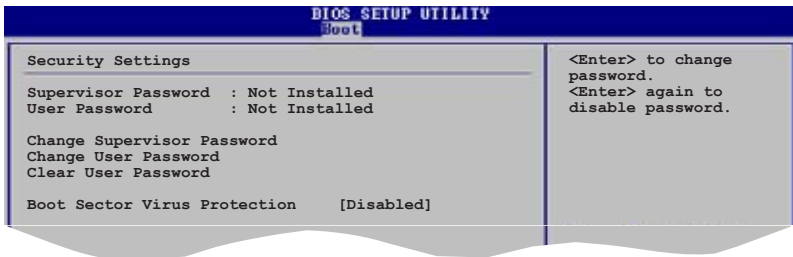 BIOS SETUP UTILITY
Boot
Security Settings
Supervisor Password : Not Installed
User Password : Not Installed
Change Supervisor Password
Change User Password
Clear User Password
Boot Sector Virus Protection [Disabled]
<Enter> to change
password.
<Enter> again to
disable password.